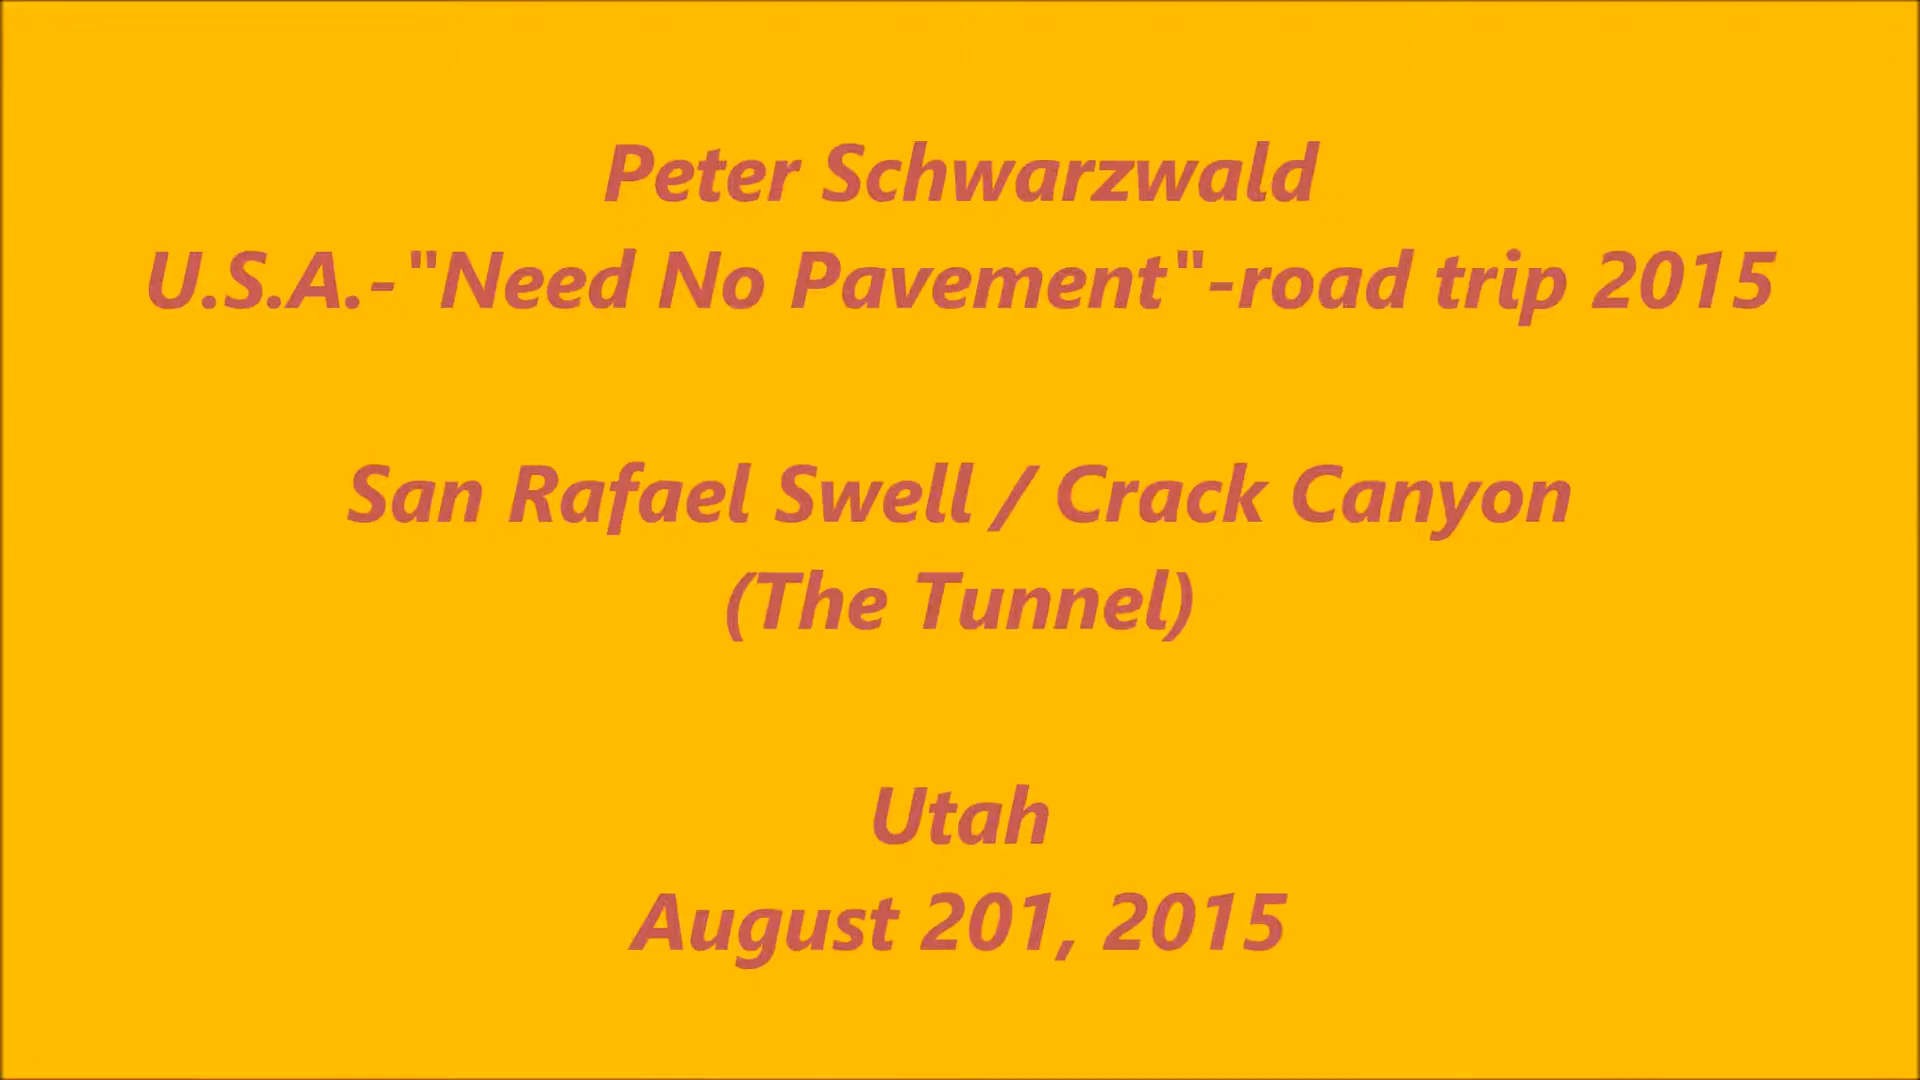 Peter Schwarzwald
U.S.A.-"Need No Pavement"-road trip 2015
San Rafael Swell / Crack Canyon
(The Tunnel)
Utah
August 201, 2015